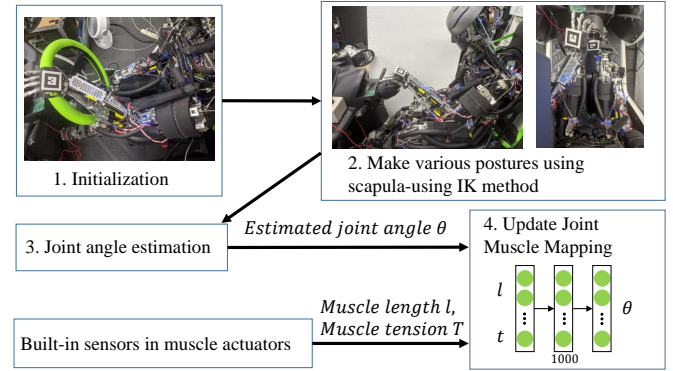 1. Initialization
2. Make various postures using
scapula-using IK method
3. Joint angle estimation
Estimated joint angle θ
4. Update Joint
Muscle Mapping
l
t
θ
1000
Muscle length l,
Muscle tension T
Built-in sensors in muscle actuators